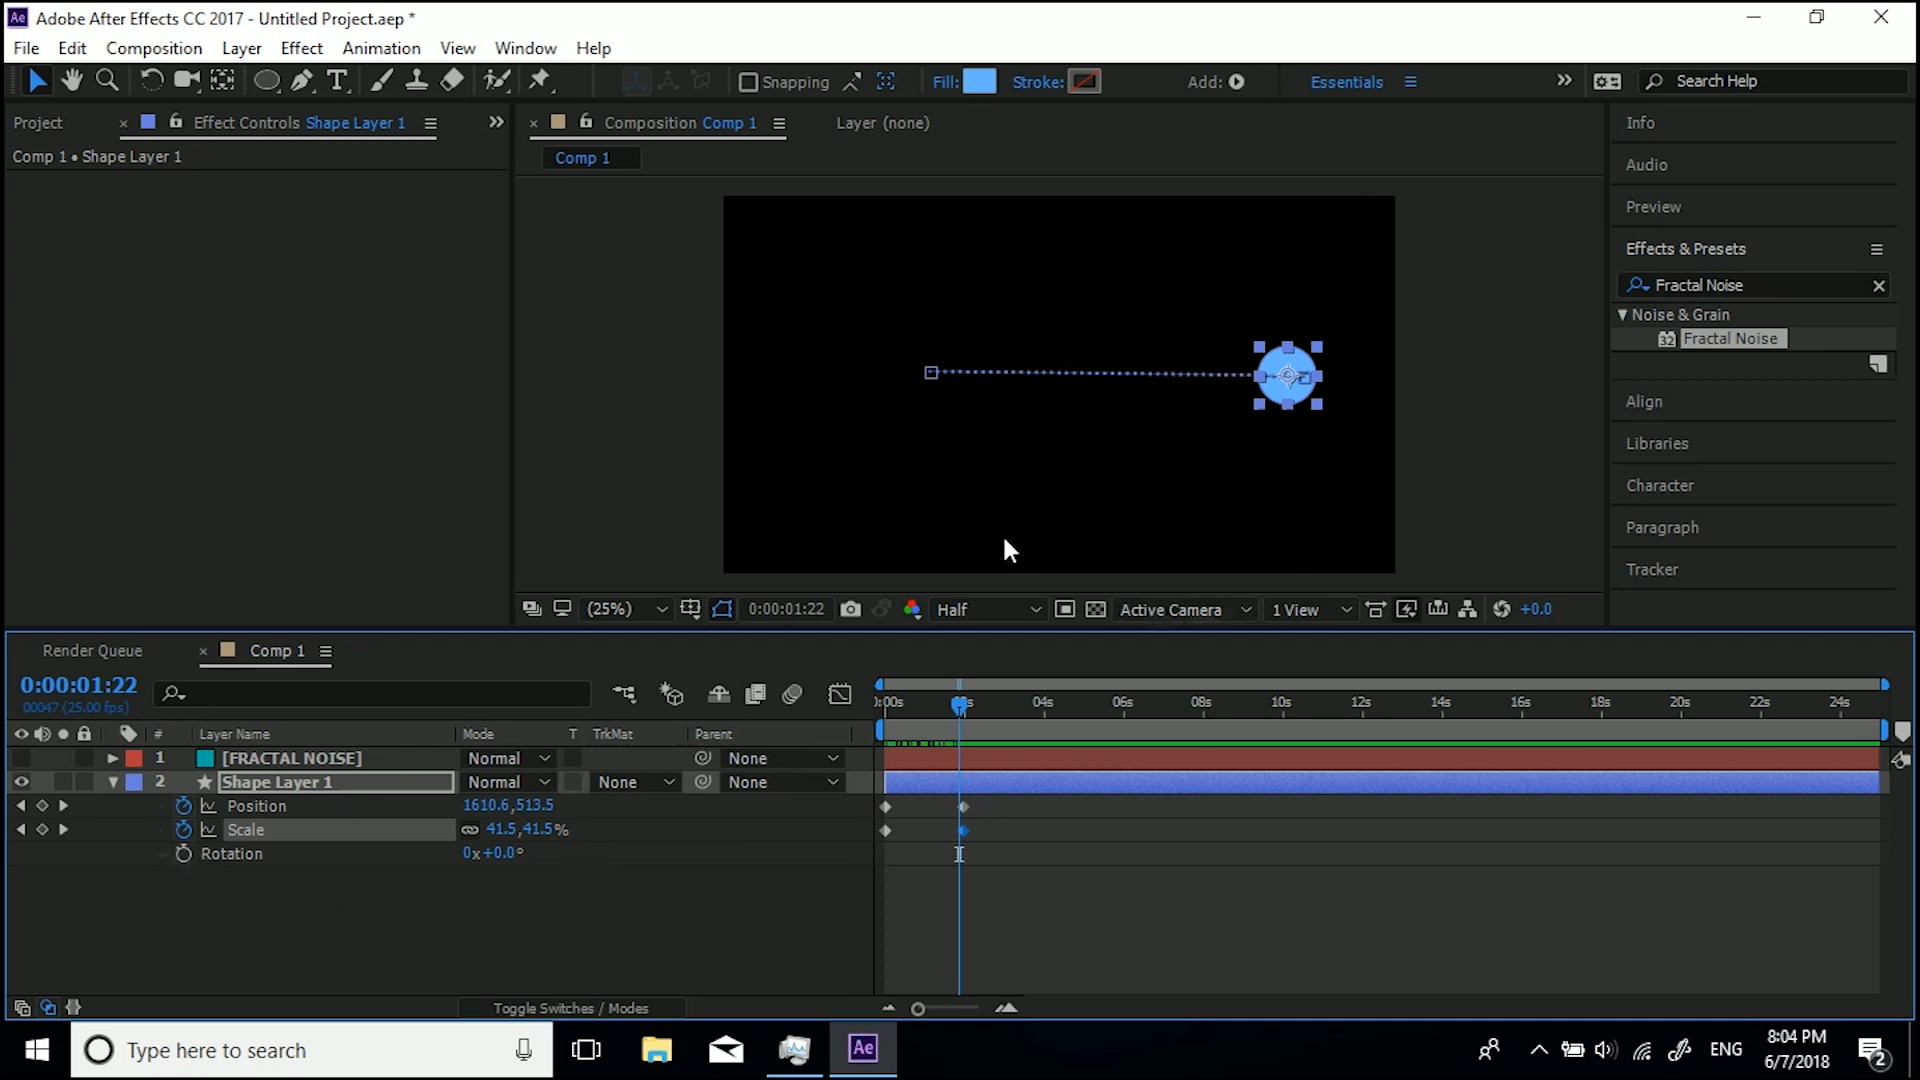 Ae Adobe After Effects CC 2017 - Untitled Project.aep *
File Edit Composition Layer Effect Animation View Window Help
Snapping Fill: Stroke: Add: Essentials Search Help
Project Effect Controls Shape Layer 1 Composition Comp 1 Layer (none) Info
Comp 1 • Shape Layer 1 Comp 1
Audio
Preview
Effects & Presets
Fractal Noise
Noise & Grain
32 Fractal Noise
Align
Libraries
Character
Paragraph
Tracker
(25%) 0:00:01:22 Half Active Camera 1 View +0.0
Render Queue Comp 1
0:00:01:22
00047 (25.00 fps)
04s 06s 08s 10s 12s 14s 16s 18s 20s 22s 24s
# Layer Name Mode T TrkMat Parent
1 [FRACTAL NOISE] Normal None
2 Shape Layer 1 Normal None None
Position 1610.6,513.5
Scale 41.5,41.5%
Rotation 0x+0.0°
Toggle Switches / Modes
Type here to search Ae ENG 8:04 PM
6/7/2018
2